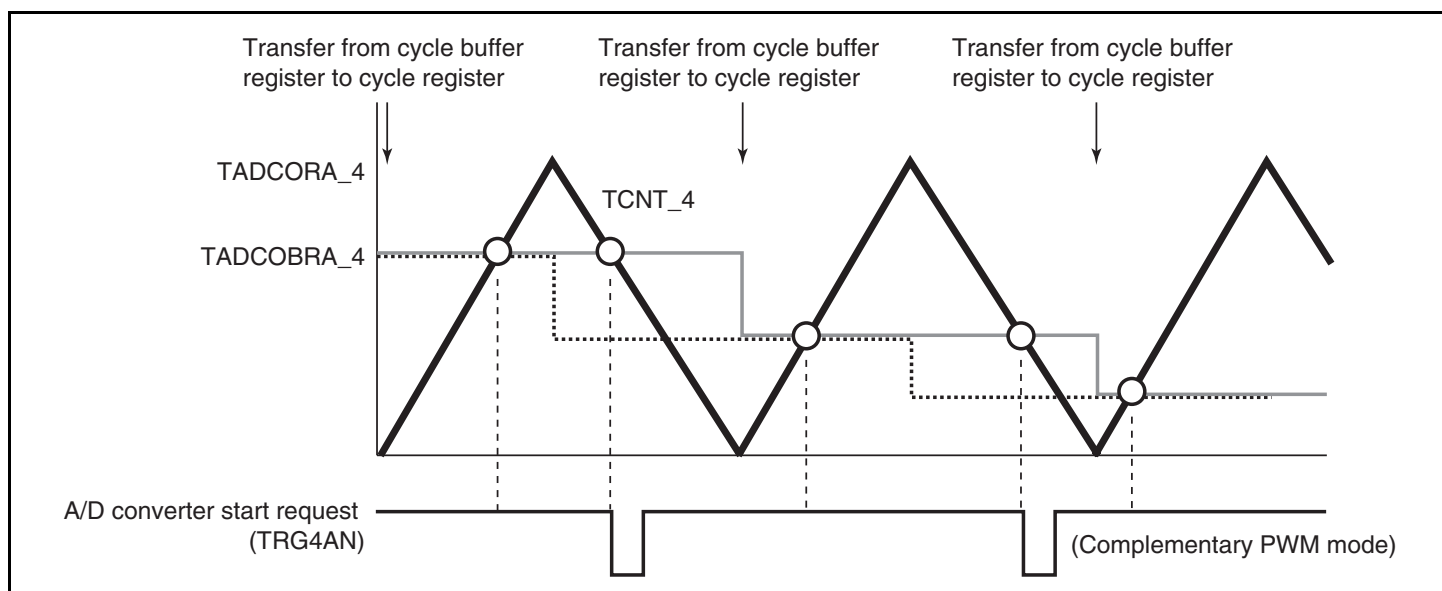 Transfer from cycle buffer
register to cycle register
Transfer from cycle buffer
register to cycle register
Transfer from cycle buffer
register to cycle register
TADCORA_4
TCNT_4
TADCOBRA_4
A/D converter start request
(TRG4AN)
(Complementary PWM mode)